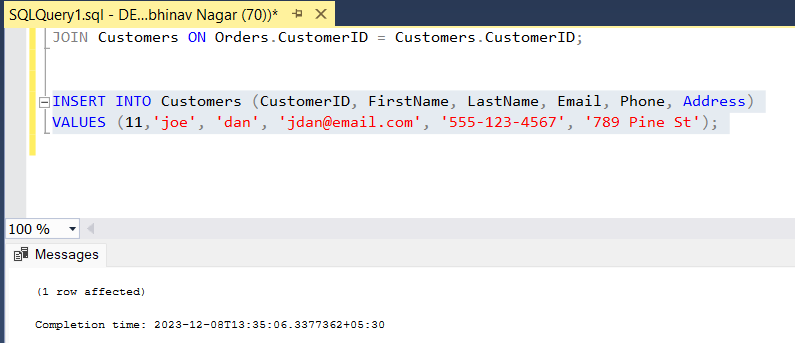 SQLQuery1.sql - DE...bhinav Nagar (70))*
JOIN Customers ON Orders.CustomerID = Customers.CustomerID;
INSERT INTO Customers (CustomerID, FirstName, LastName, Email, Phone, Address)
VALUES (11,'joe', 'dan', 'jdan@email.com', '555-123-4567', '789 Pine St');
100 %
Messages
(1 row affected)
Completion time: 2023-12-08T13:35:06.3377362+05:30